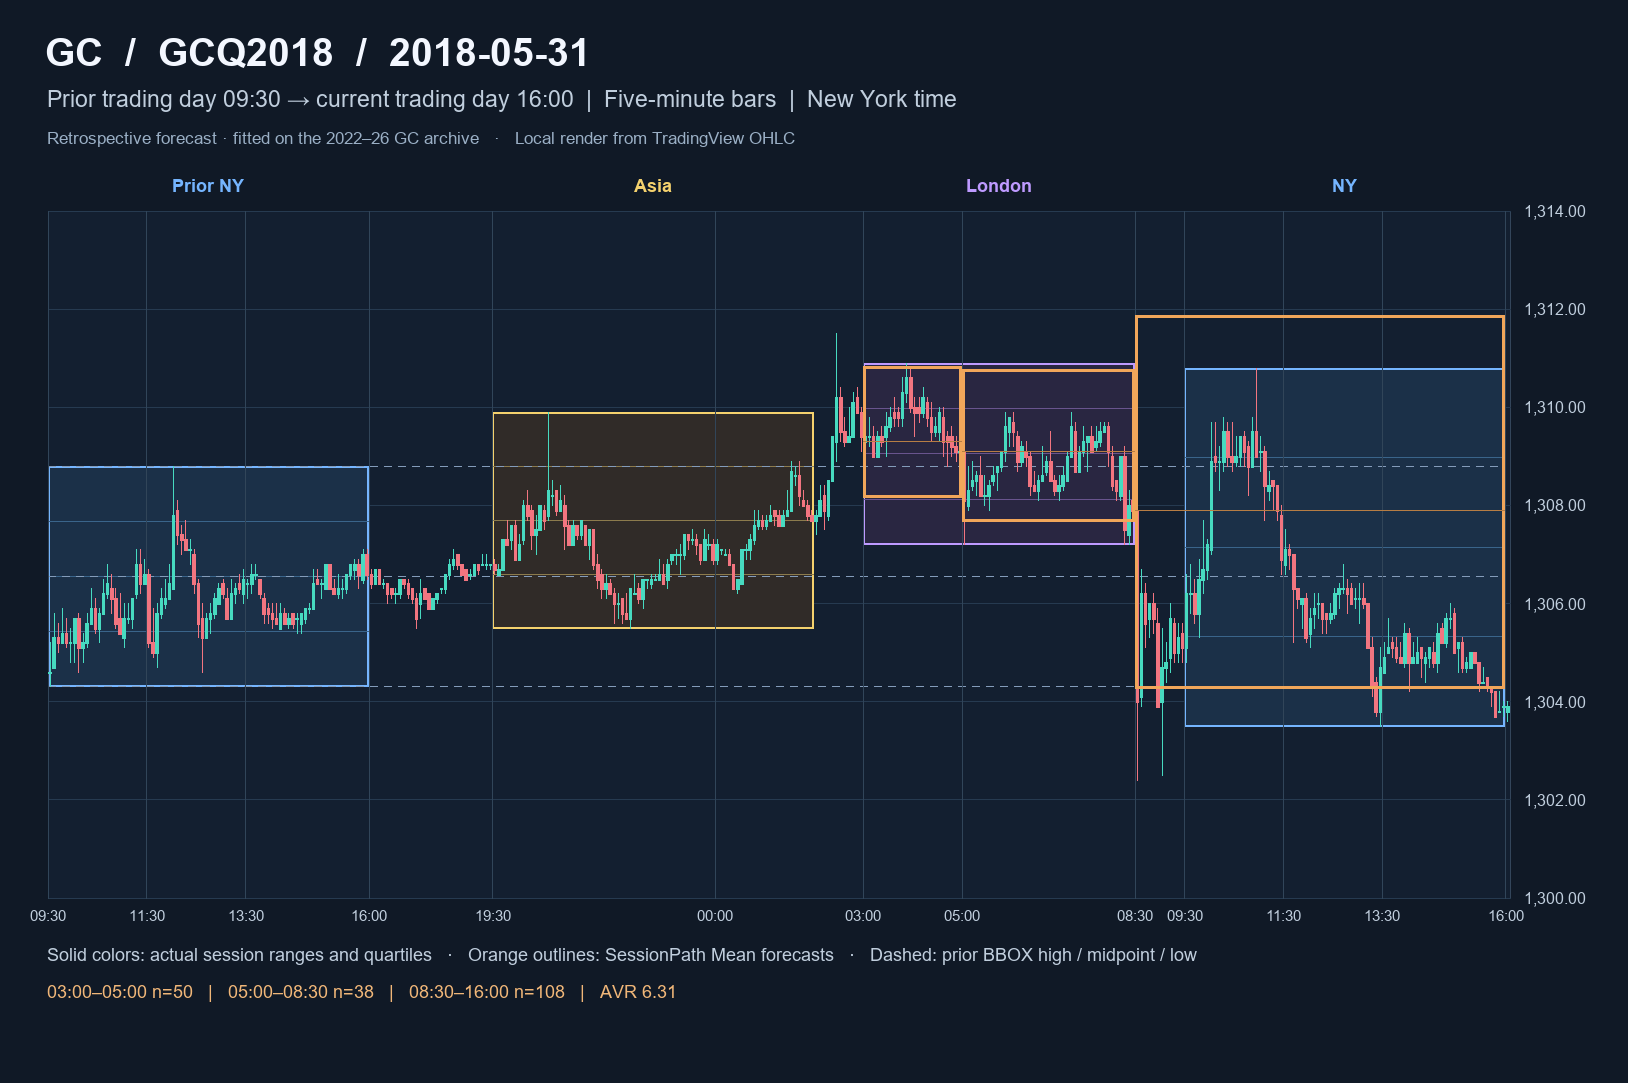 GC / GCQ2018 / 2018-05-31
Prior trading day 09:30 → current trading day 16:00 | Five-minute bars | New York time
Retrospective forecast · fitted on the 2022–26 GC archive · Local render from TradingView OHLC
Prior NY Asia London NY
1,314.00
1,312.00
1,310.00
1,308.00
1,306.00
1,304.00
1,302.00
1,300.00
09:30 11:30 13:30 16:00 19:30 00:00 03:00 05:00 08:30 09:30 11:30 13:30 16:00
Solid colors: actual session ranges and quartiles · Orange outlines: SessionPath Mean forecasts · Dashed: prior BBOX high / midpoint / low
03:00–05:00 n=50 | 05:00–08:30 n=38 | 08:30–16:00 n=108 | AVR 6.31